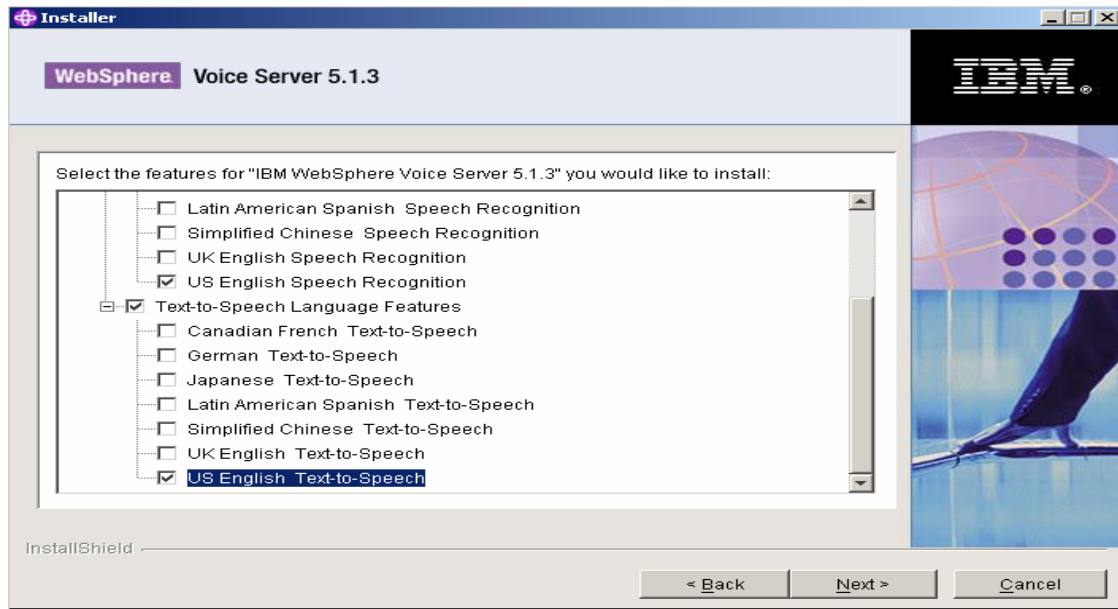 Installer
WebSphere Voice Server 5.1.3
IBM®
Select the features for "IBM WebSphere Voice Server 5.1.3" you would like to install:
Latin American Spanish Speech Recognition
Simplified Chinese Speech Recognition
UK English Speech Recognition
US English Speech Recognition
Text-to-Speech Language Features
Canadian French Text-to-Speech
German Text-to-Speech
Japanese Text-to-Speech
Latin American Spanish Text-to-Speech
Simplified Chinese Text-to-Speech
UK English Text-to-Speech
US English Text-to-Speech
InstallShield
< Back Next > Cancel